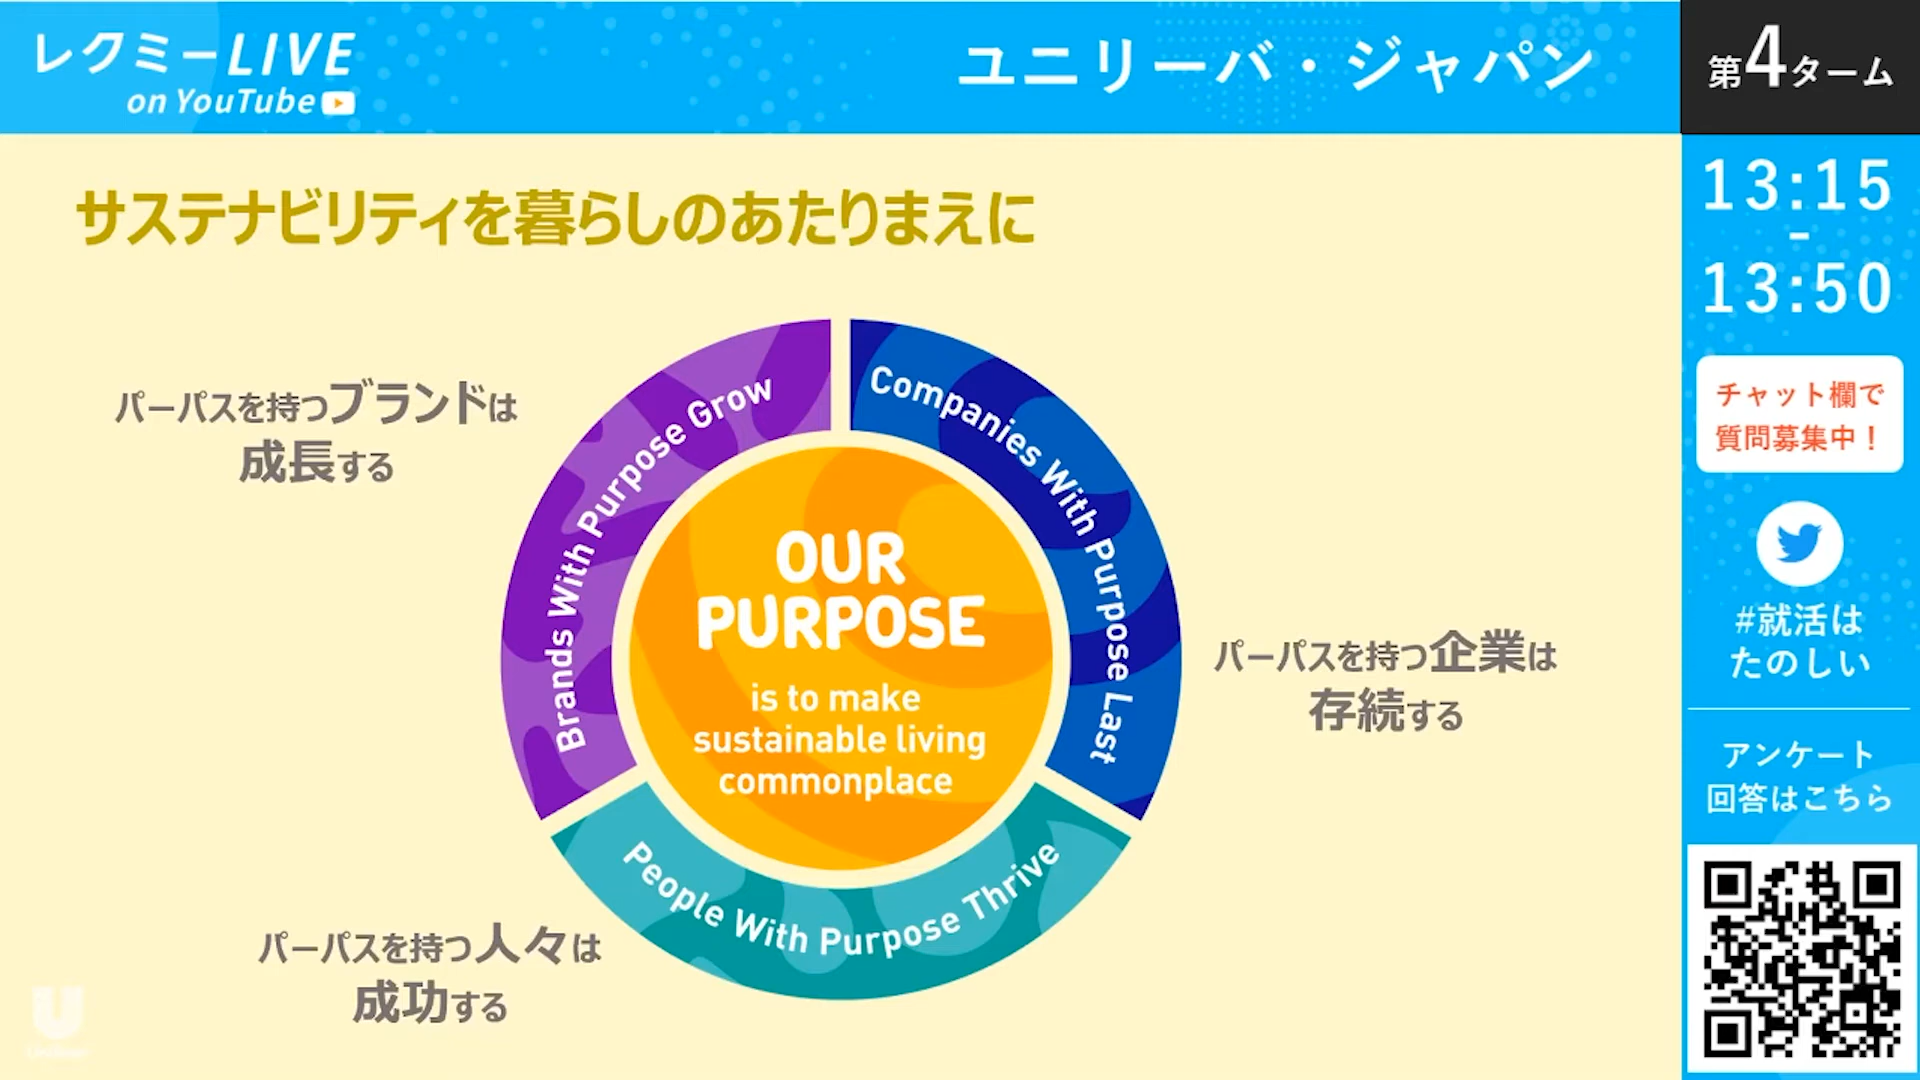 レクミーLIVE
on YouTube
ユニリーバ・ジャパン
第4ターム
サステナビリティを暮らしのあたりまえに
パーパスを持つブランドは
成長する
Brands With Purpose Grow
Companies With Purpose Last
People With Purpose Thrive
OUR
PURPOSE
is to make
sustainable living
commonplace
パーパスを持つ企業は
存続する
パーパスを持つ人々は
成功する
13:15
-
13:50
チャット欄で
質問募集中！
#就活は
たのしい
アンケート
回答はこちら